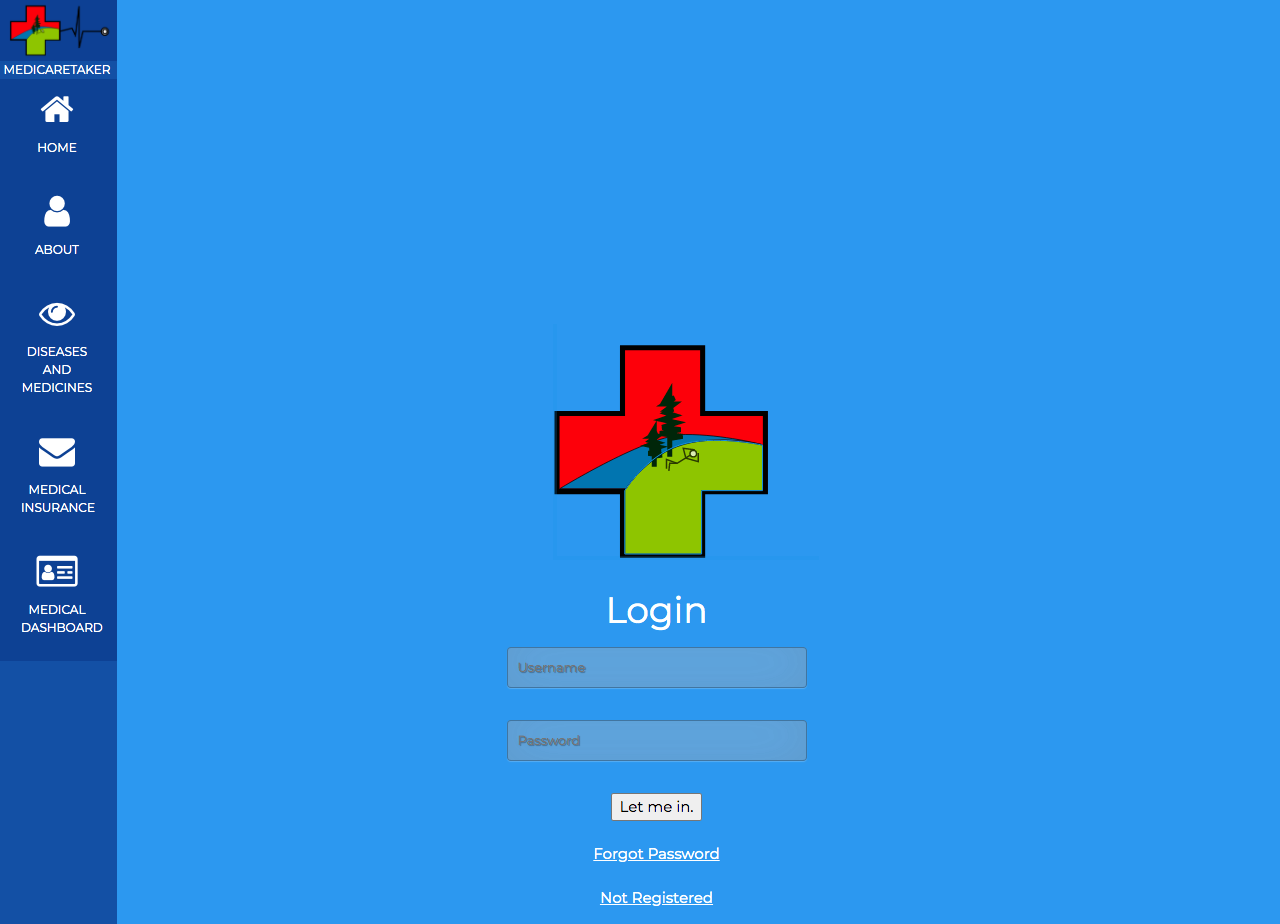 MEDICARETAKER
HOME
ABOUT
DISEASES
AND
MEDICINES
MEDICAL
INSURANCE
MEDICAL
DASHBOARD
Login
Username
Password
Let me in.
Forgot Password
Not Registered